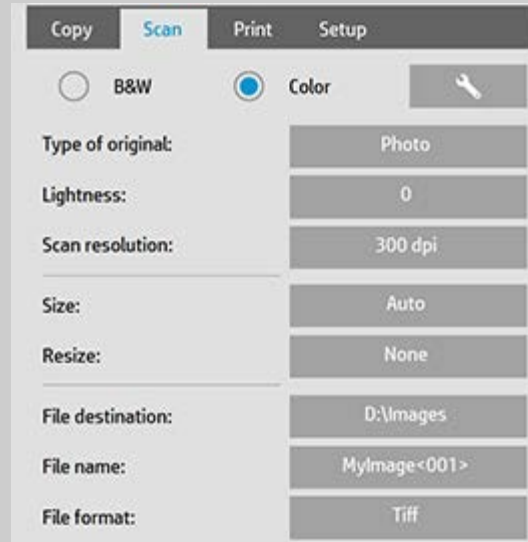 Copy Scan Print Setup
B&W Color
Type of original: Photo
Lightness: 0
Scan resolution: 300 dpi
Size: Auto
Resize: None
File destination: D:\Images
File name: MyImage<001>
File format: Tiff